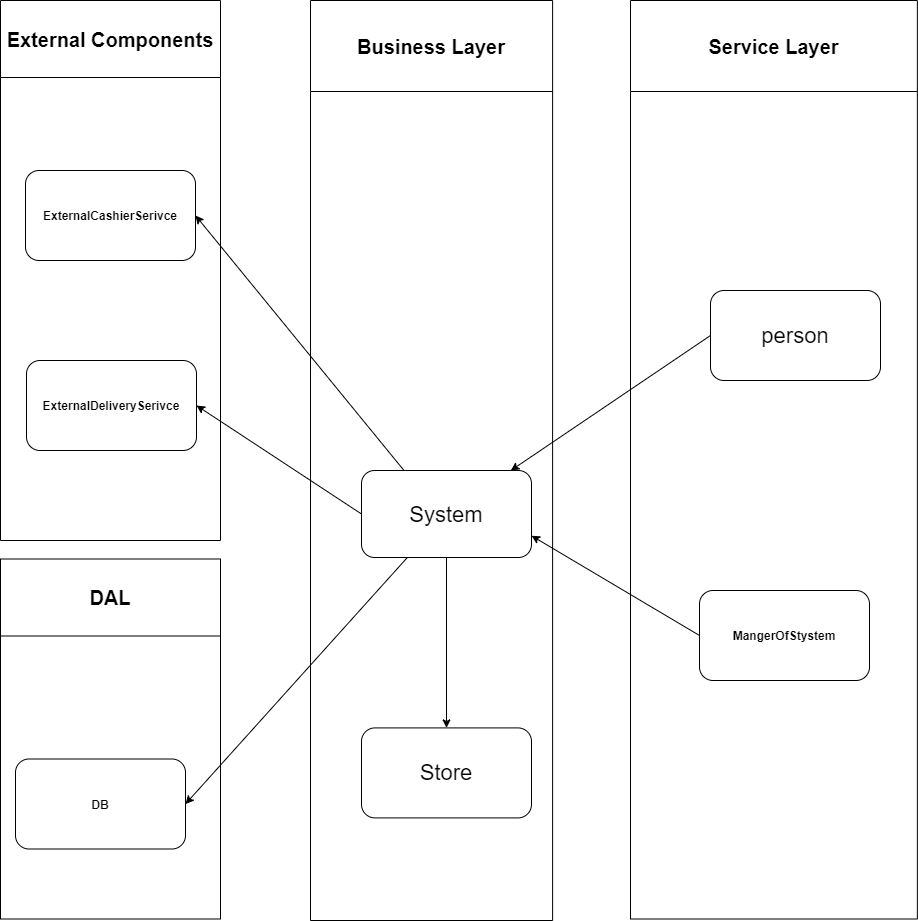 External Components
Business Layer
Service Layer
ExternalCashierSerivce
person
ExternalDeliverySerivce
System
DAL
MangerOfStystem
Store
DB